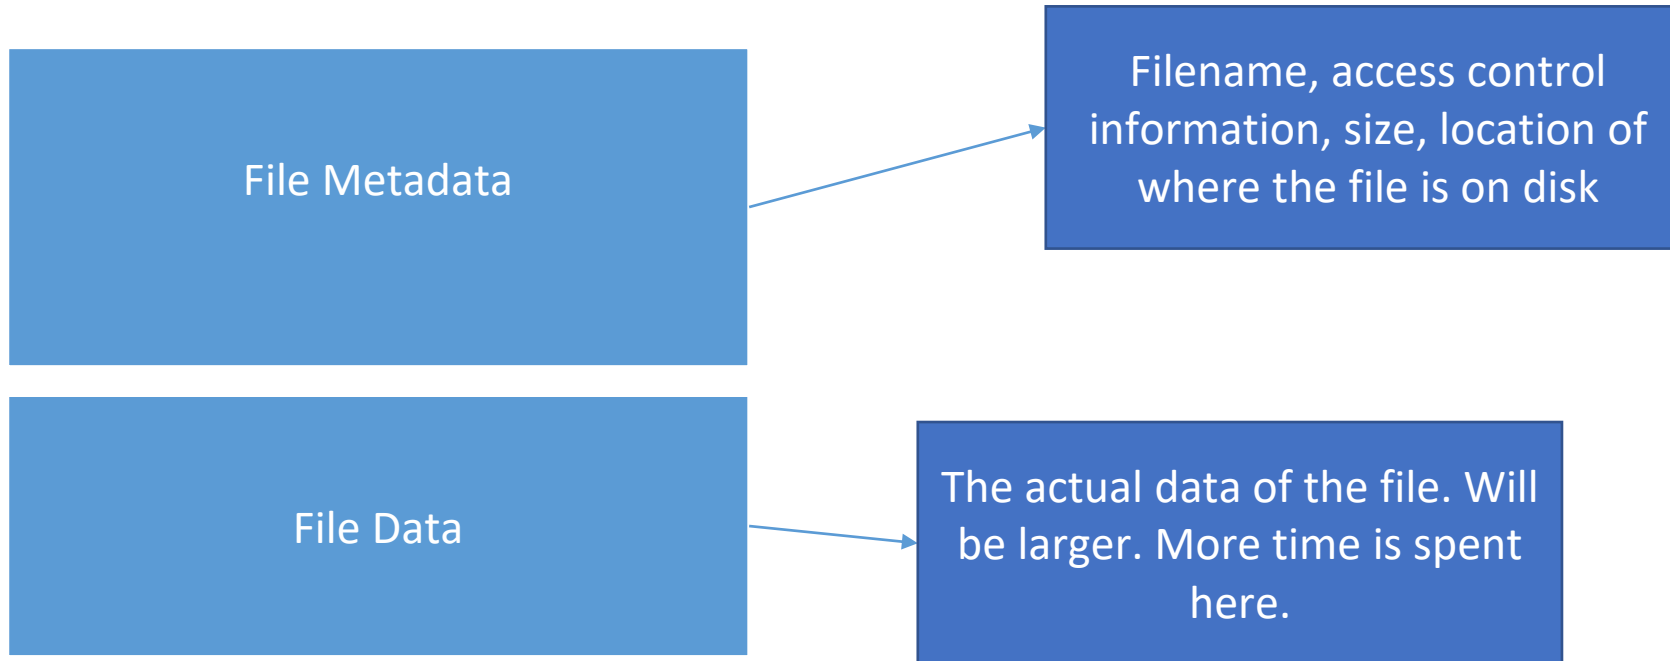 File Metadata
Filename, access control
information, size, location of
where the file is on disk
File Data
The actual data of the file. Will
be larger. More time is spent
here.